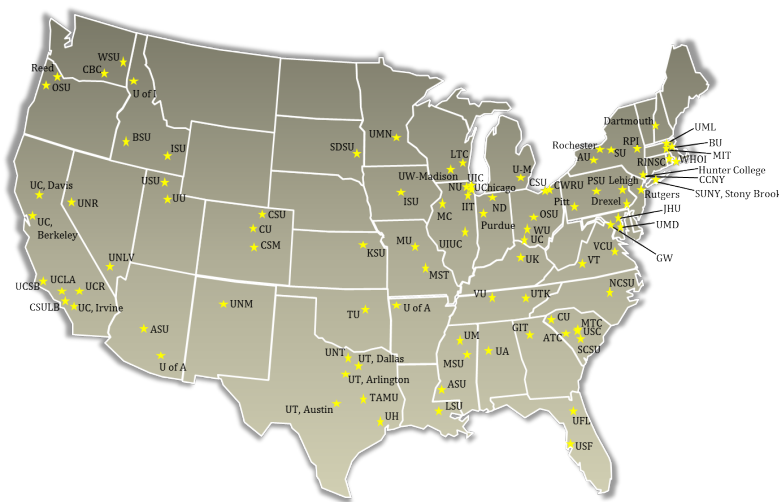 WSU
CBC
Reed
OSU
U of I
BSU
ISU
USU
UU
UC, Davis
UNR
UC,
Berkeley
UNLV
UCSB
UCLA
UCR
CSULB
UC, Irvine
ASU
U of A
CSU
CU
CSM
UNM
UMN
SDSU
LTC
UW-Madison
UIC
NU
UChicago
IIT
ISU
MC
UIUC
KSU
MU
MST
TU
U of A
UNT
UT, Dallas
UT, Arlington
TAMU
UT, Austin
UH
U-M
CSU
CWRU
ND
Purdue
OSU
WU
UC
UK
VU
UTK
UM
MSU
UA
GIT
ASU
LSU
CU
MTC
USC
ATC
SCSU
UFL
USF
NCSU
VCU
VT
Dartmouth
Rochester
RPI
AU
SU
RINSC
WHOI
UML
BU
MIT
Hunter College
CCNY
SUNY, Stony Brook
PSU
Lehigh
Rutgers
Pitt
Drexel
JHU
UMD
GW